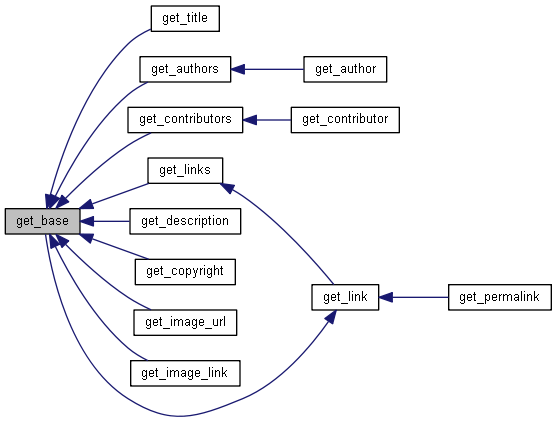 get_title
get_authors
get_author
get_contributors
get_contributor
get_links
get_base
get_description
get_copyright
get_link
get_permalink
get_image_url
get_image_link